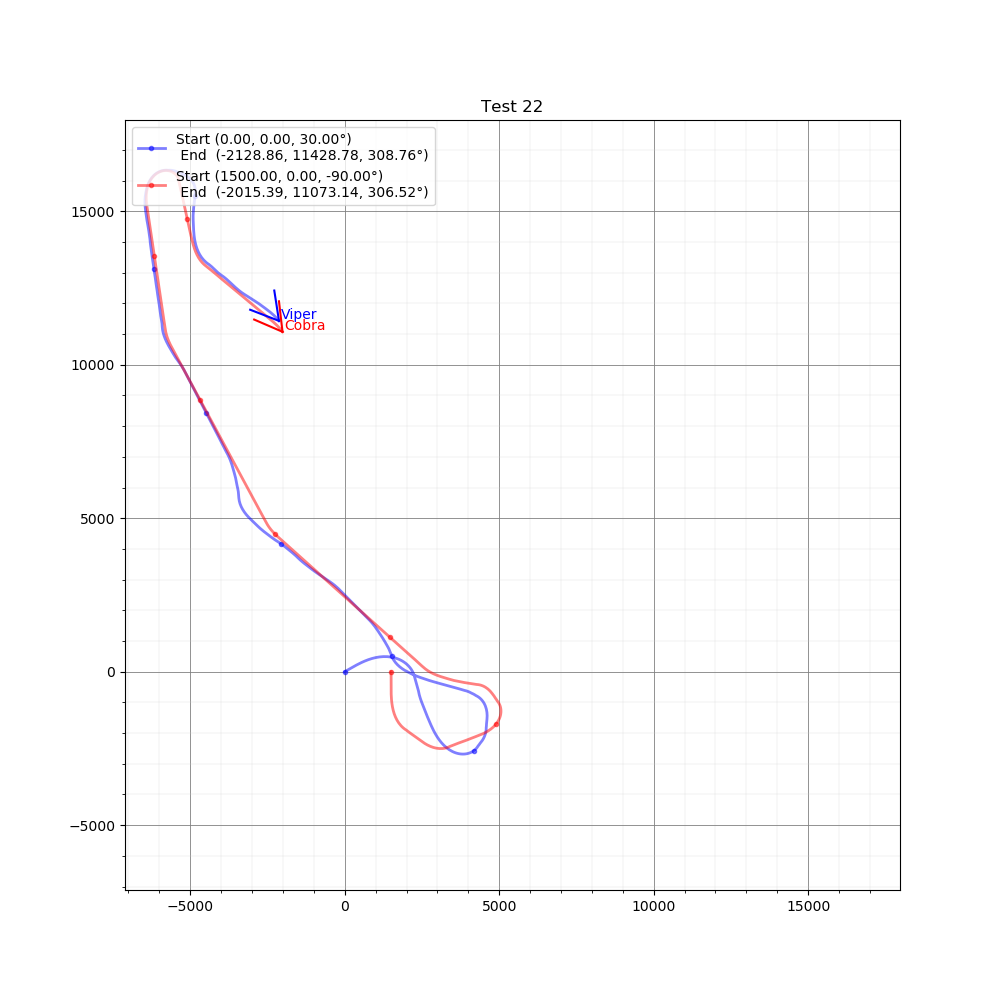 Test 22
Start (0.00, 0.00, 30.00°)
End  (-2128.86, 11428.78, 308.76°)
Start (1500.00, 0.00, -90.00°)
End  (-2015.39, 11073.14, 306.52°)
15000
10000
5000
0
−5000
Viper
Cobra
−5000
0
5000
10000
15000